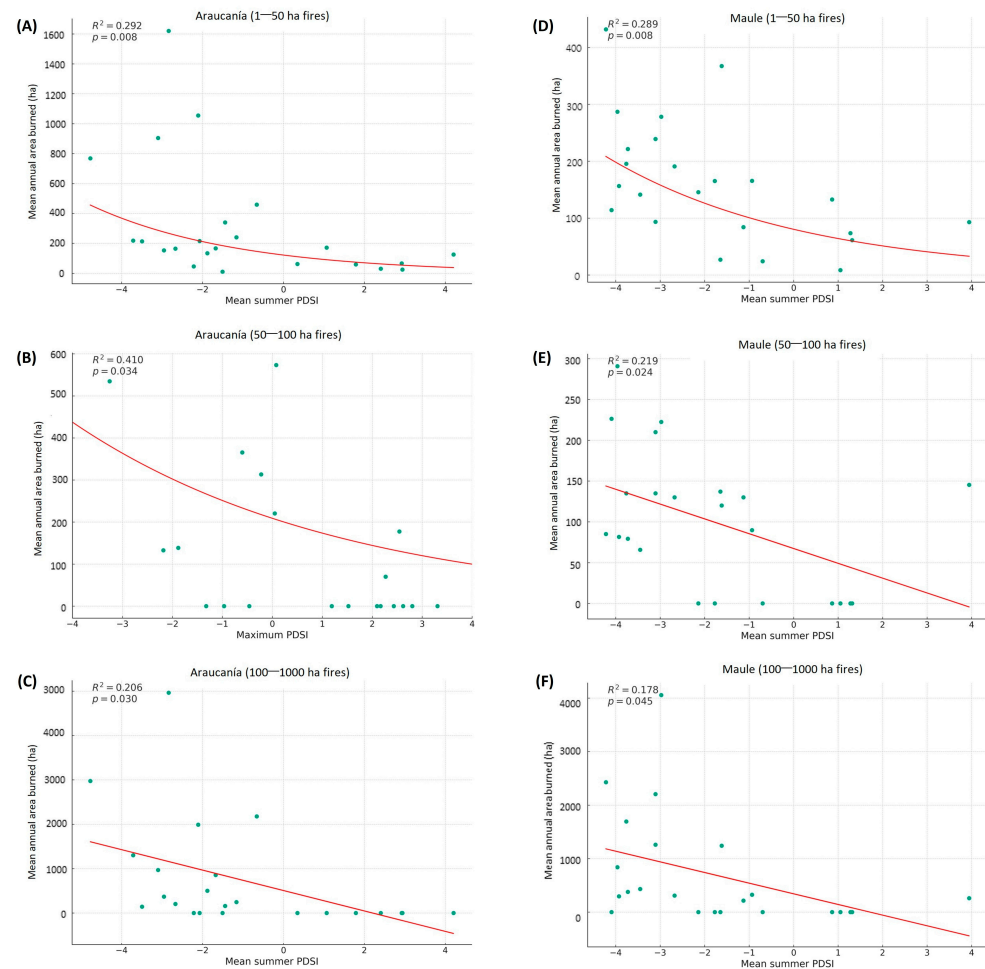 (A)
Araucanía (1—50 ha fires)
R² = 0.292
p = 0.008
Mean annual area burned (ha)
1600
1400
1200
1000
800
600
400
200
0
−4 −2 0 2 4
Mean summer PDSI
(D)
Maule (1—50 ha fires)
R² = 0.289
p = 0.008
Mean annual area burned (ha)
400
300
200
100
0
−4 −3 −2 −1 0 1 2 3 4
Mean summer PDSI
(B)
Araucanía (50—100 ha fires)
R² = 0.410
p = 0.034
Mean annual area burned (ha)
600
500
400
300
200
100
0
−4 −3 −2 −1 0 1 2 3 4
Maximum PDSI
(E)
Maule (50—100 ha fires)
R² = 0.219
p = 0.024
Mean annual area burned (ha)
300
250
200
150
100
50
0
−4 −3 −2 −1 0 1 2 3 4
Mean summer PDSI
(C)
Araucanía (100—1000 ha fires)
R² = 0.206
p = 0.030
Mean annual area burned (ha)
3000
4000
3000
2000
1000
0
−4 −2 0 2 4
Mean summer PDSI
(F)
Maule (100—1000 ha fires)
R² = 0.178
p = 0.045
Mean annual area burned (ha)
4000
3000
2000
1000
0
−4 −3 −2 −1 0 1 2 3 4
Mean summer PDSI